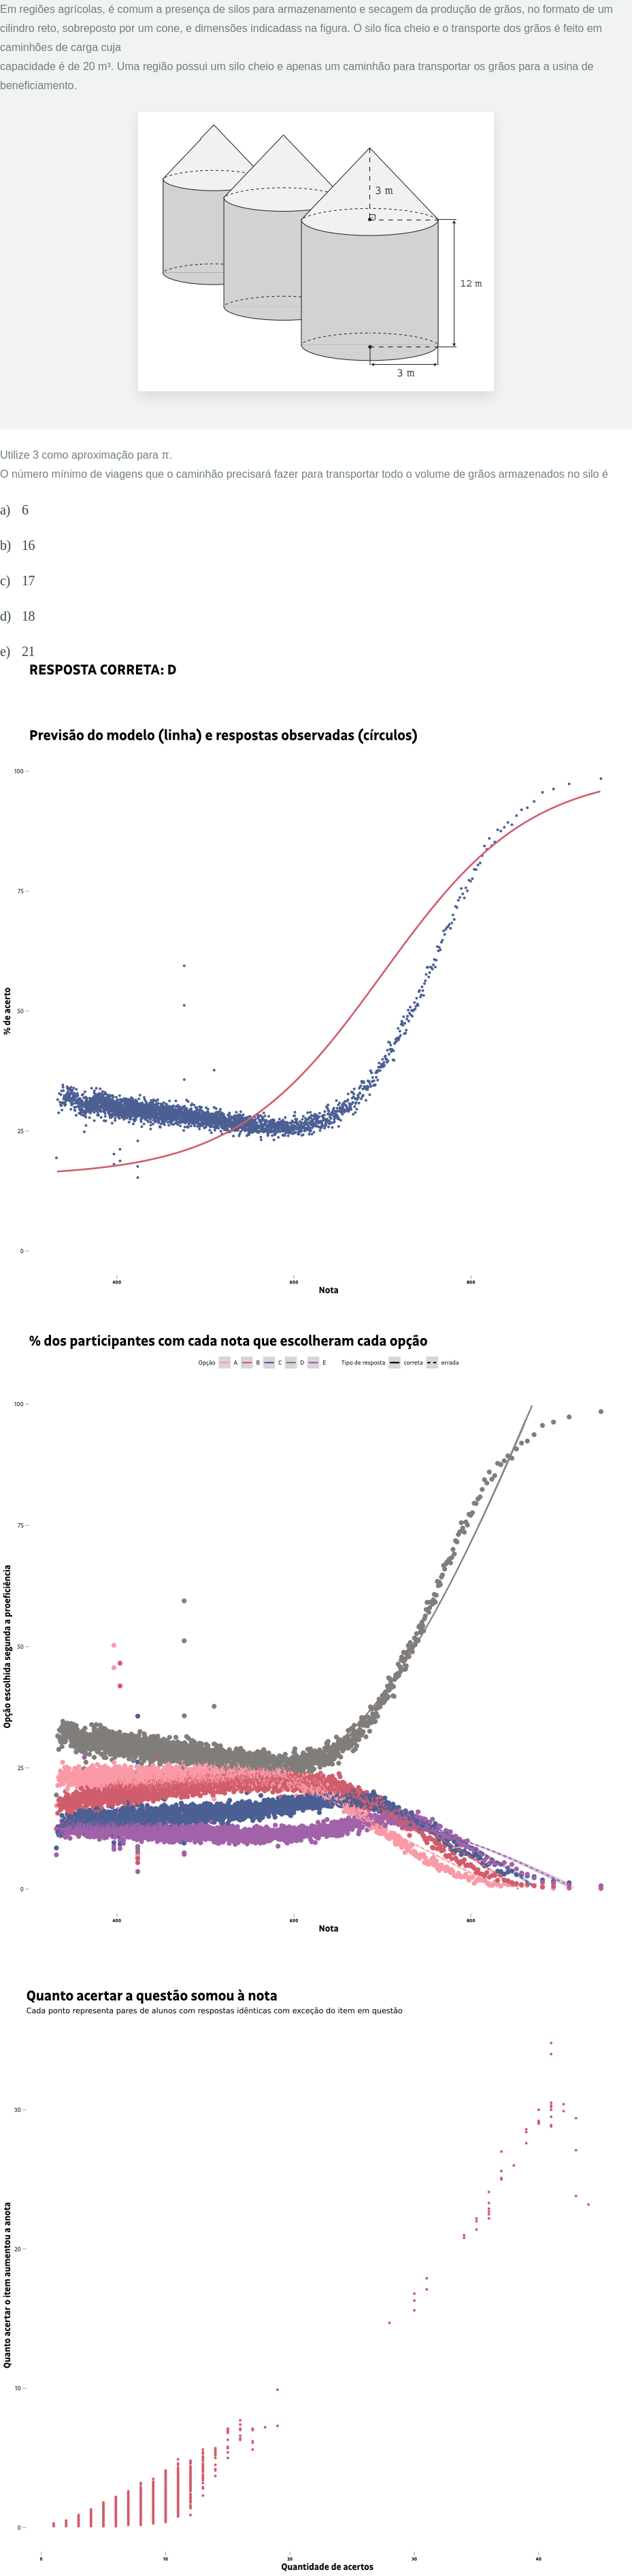 Em regiões agrícolas, é comum a presença de silos para armazenamento e secagem da produção de grãos, no formato de um
cilindro reto, sobreposto por um cone, e dimensões indicadass na figura. O silo fica cheio e o transporte dos grãos é feito em
caminhões de carga cuja
capacidade é de 20 m³. Uma região possui um silo cheio e apenas um caminhão para transportar os grãos para a usina de
beneficiamento.
3 m
12 m
3 m
Utilize 3 como aproximação para π.
O número mínimo de viagens que o caminhão precisará fazer para transportar todo o volume de grãos armazenados no silo é
a) 6
b) 16
c) 17
d) 18
e) 21
RESPOSTA CORRETA: D
Previsão do modelo (linha) e respostas observadas (círculos)
100
75
50
25
0
% de acerto
400 600 800
Nota
% dos participantes com cada nota que escolheram cada opção
Opção A B C D E Tipo de resposta correta errada
100
75
50
25
0
Opção escolhida segunda a proeficiência
400 600 800
Nota
Quanto acertar a questão somou à nota
Cada ponto representa pares de alunos com respostas idênticas com exceção do item em questão
30
20
10
0
Quanto acertar o item aumentou a anota
0 10 20 30 40
Quantidade de acertos